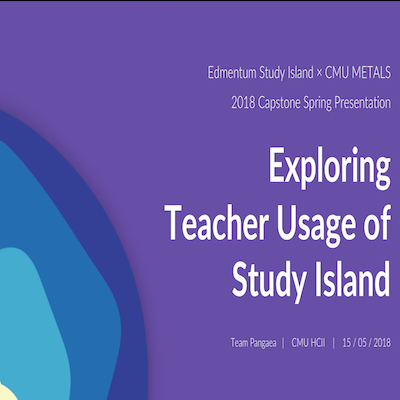 Edmentum Study Island × CMU METALS
2018 Capstone Spring Presentation
Exploring
Teacher Usage of
Study Island
Team Pangaea | CMU HCII | 15 / 05 / 2018